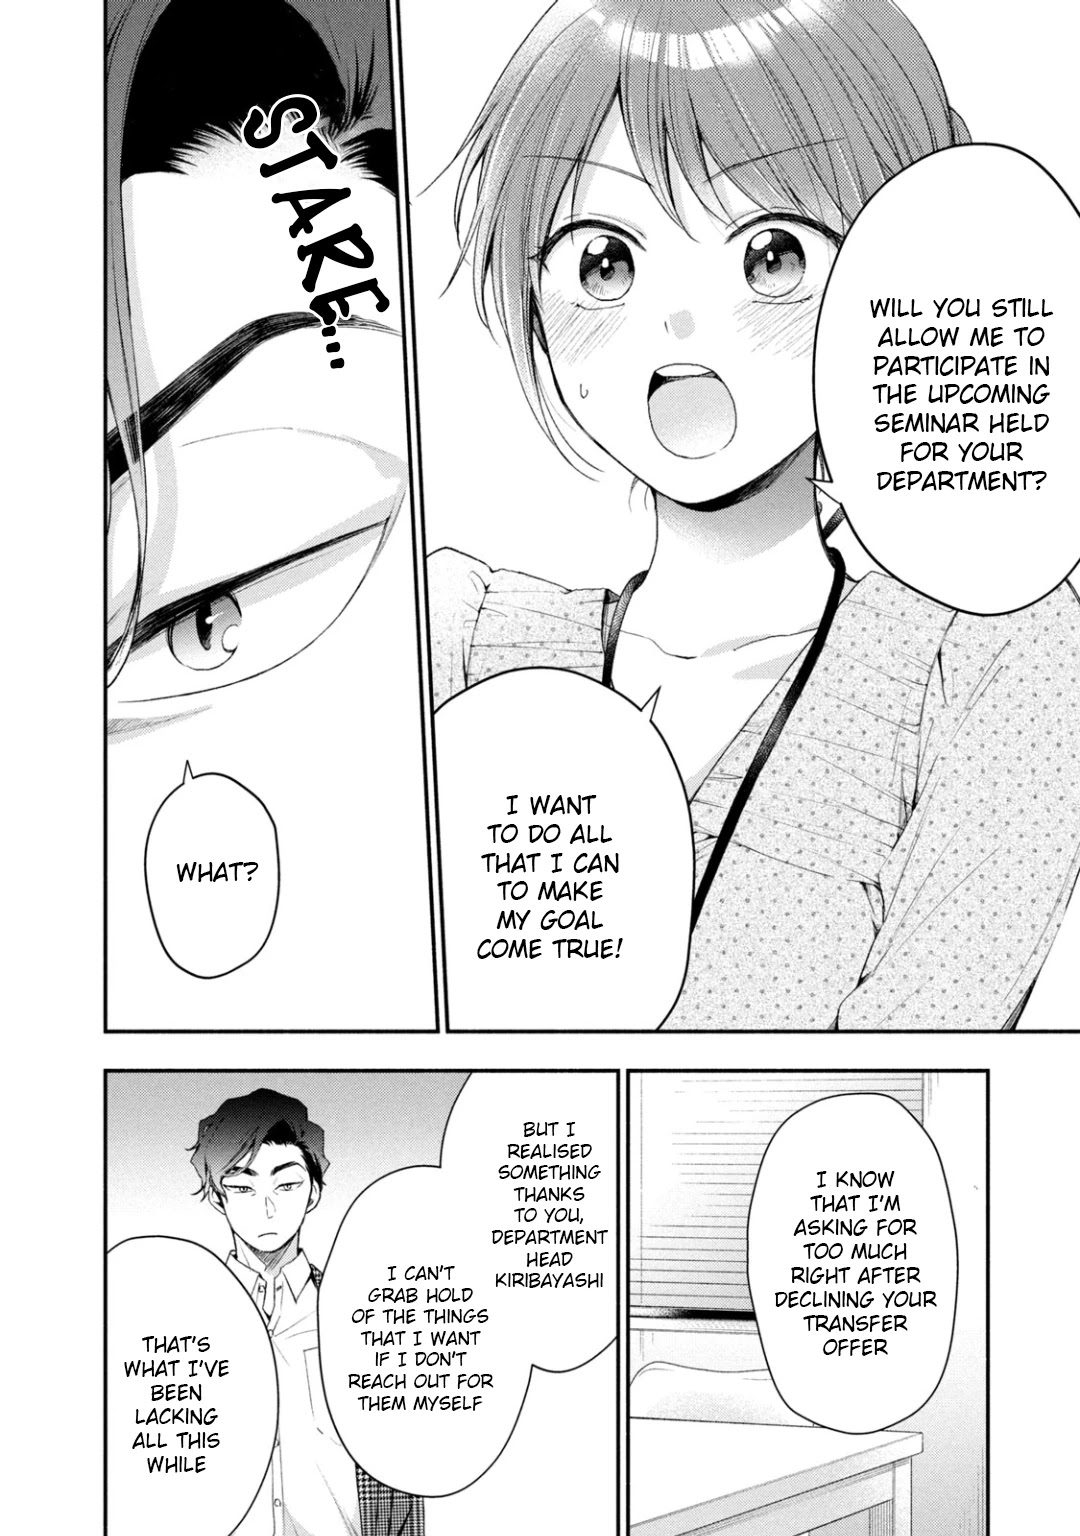 WILL YOU STILL
ALLOW ME TO
PARTICIPATE IN
THE UPCOMING
SEMINAR HELD
FOR YOUR
DEPARTMENT?
I WANT
TO DO ALL
THAT I CAN
TO MAKE
MY GOAL
COME TRUE!
STARE...
WHAT?
I KNOW
THAT I'M
ASKING FOR
TOO MUCH
RIGHT AFTER
DECLINING YOUR
TRANSFER
OFFER
BUT I
REALISED
SOMETHING
THANKS
TO YOU,
DEPARTMENT
HEAD
KIRIBAYASHI
I CAN'T
GRAB HOLD
OF THE THINGS
THAT I WANT
IF I DON'T
REACH OUT FOR
THEM MYSELF
THAT'S
WHAT I'VE
BEEN
LACKING
ALL THIS
WHILE